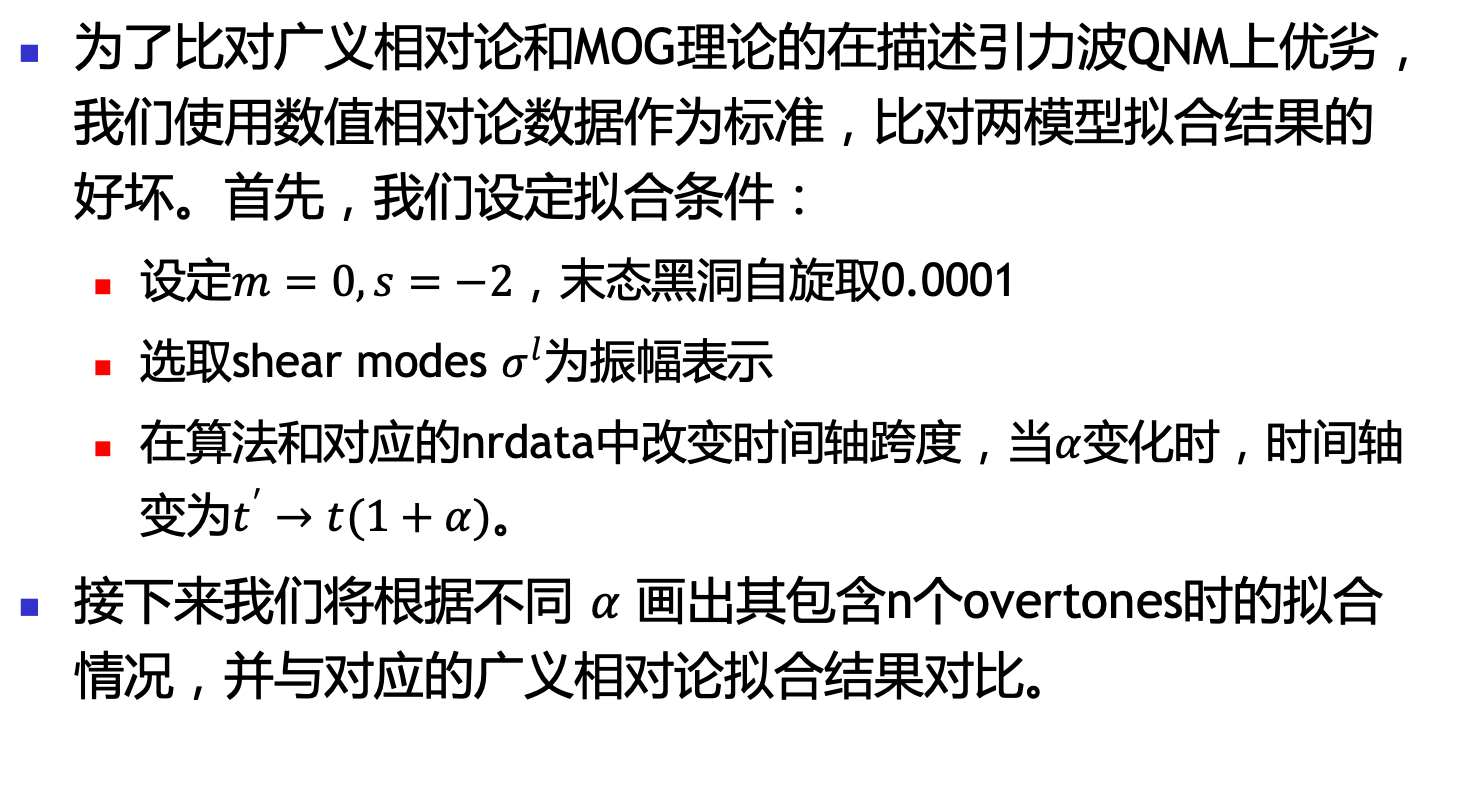 为了比对广义相对论和MOG理论的在描述引力波QNM上优劣，
我们使用数值相对论数据作为标准，比对两模型拟合结果的
好坏。首先，我们设定拟合条件：
设定m = 0, s = −2，末态黑洞自旋取0.0001
选取shear modes σˡ为振幅表示
在算法和对应的nrdata中改变时间轴跨度，当α变化时，时间轴
变为t′ → t(1 + α)。
接下来我们将根据不同 α 画出其包含n个overtones时的拟合
情况，并与对应的广义相对论拟合结果对比。